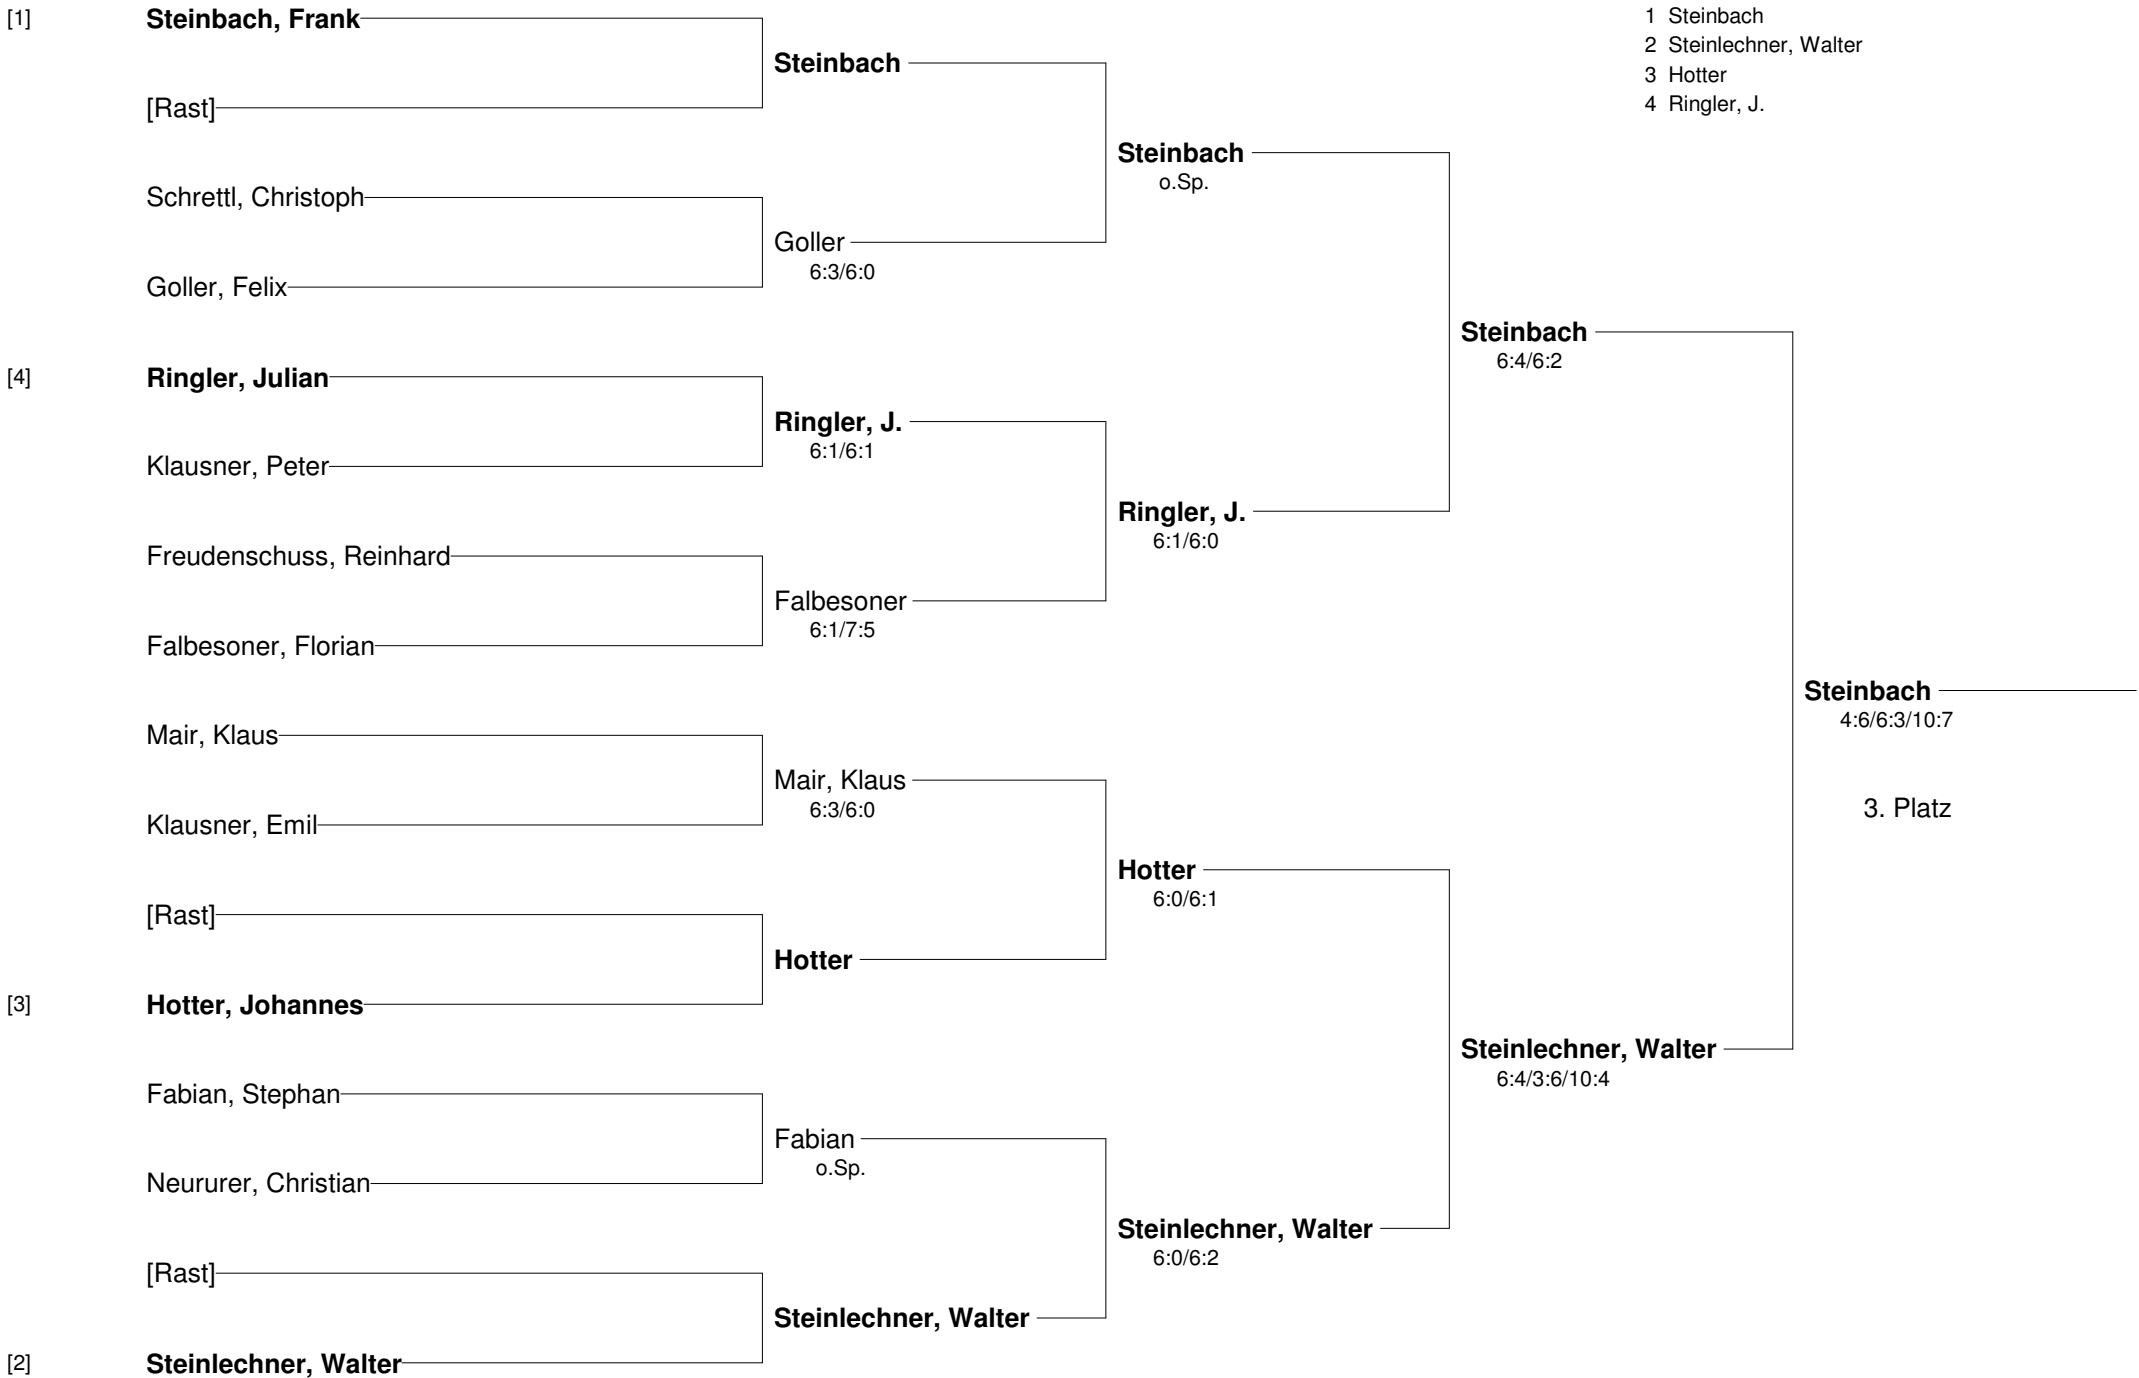 [1] Steinbach, Frank
[Rast]
Schrettl, Christoph
Goller, Felix
[4] Ringler, Julian
Klausner, Peter
Freudenschuss, Reinhard
Falbesoner, Florian
Mair, Klaus
Klausner, Emil
[Rast]
[3] Hotter, Johannes
Fabian, Stephan
Neururer, Christian
[Rast]
[2] Steinlechner, Walter
Steinbach
Goller
6:3/6:0
Ringler, J.
6:1/6:1
Falbesoner
6:1/7:5
Mair, Klaus
6:3/6:0
Hotter
Fabian
o.Sp.
Steinlechner, Walter
Steinbach
o.Sp.
Ringler, J.
6:1/6:0
Hotter
6:0/6:1
Steinlechner, Walter
6:0/6:2
Steinbach
6:4/6:2
Steinlechner, Walter
6:4/3:6/10:4
Steinbach
4:6/6:3/10:7
3. Platz
1 Steinbach
2 Steinlechner, Walter
3 Hotter
4 Ringler, J.